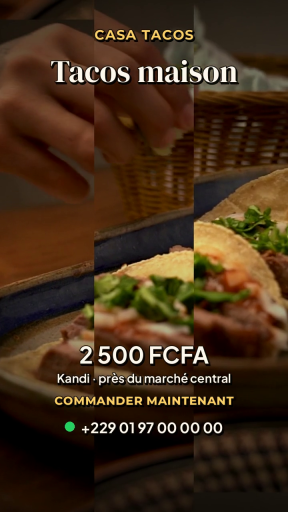 CASA TACOS
Tacos maison
2 500 FCFA
Kandi · près du marché central
COMMANDER MAINTENANT
+229 01 97 00 00 00